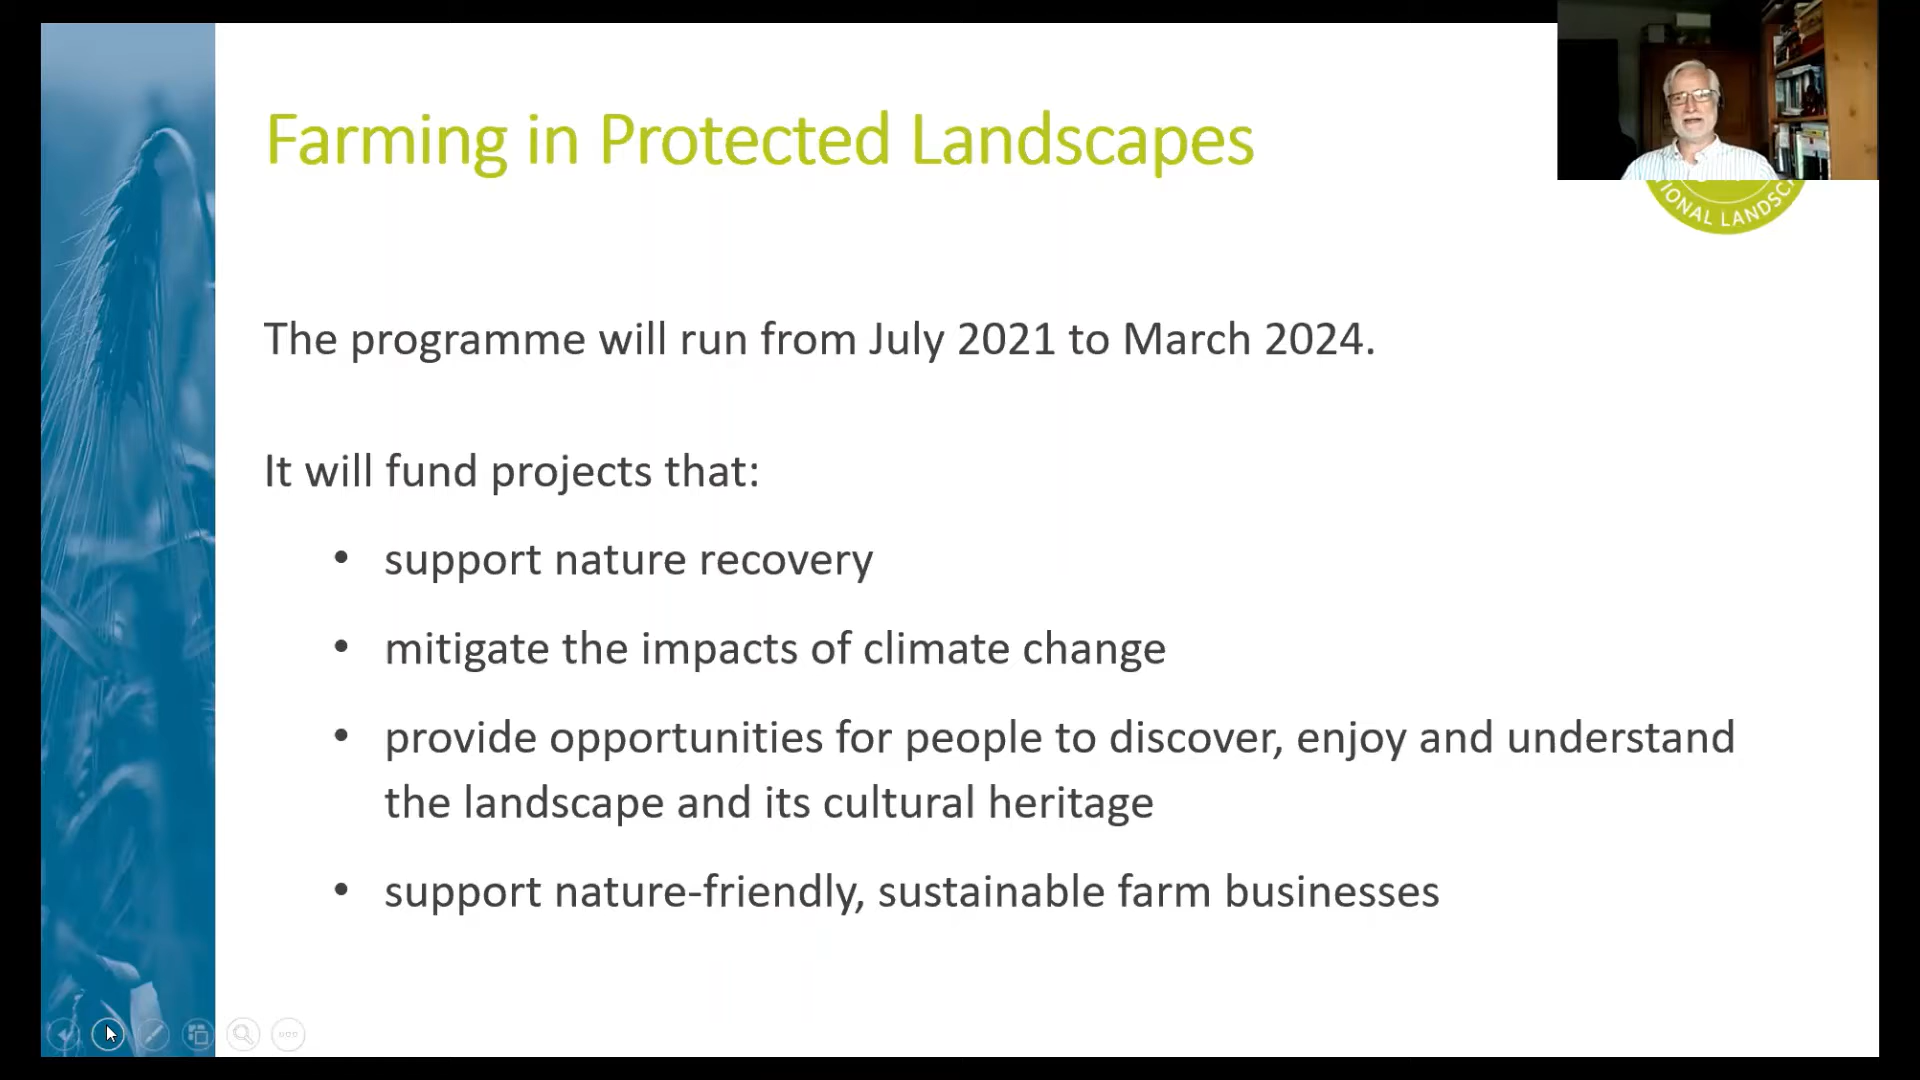 Farming in Protected Landscapes
LANDS
The programme will run from July 2021 to March 2024.
It will fund projects that:
• support nature recovery
• mitigate the impacts of climate change
• provide opportunities for people to discover, enjoy and understand
the landscape and its cultural heritage
• support nature-friendly, sustainable farm businesses